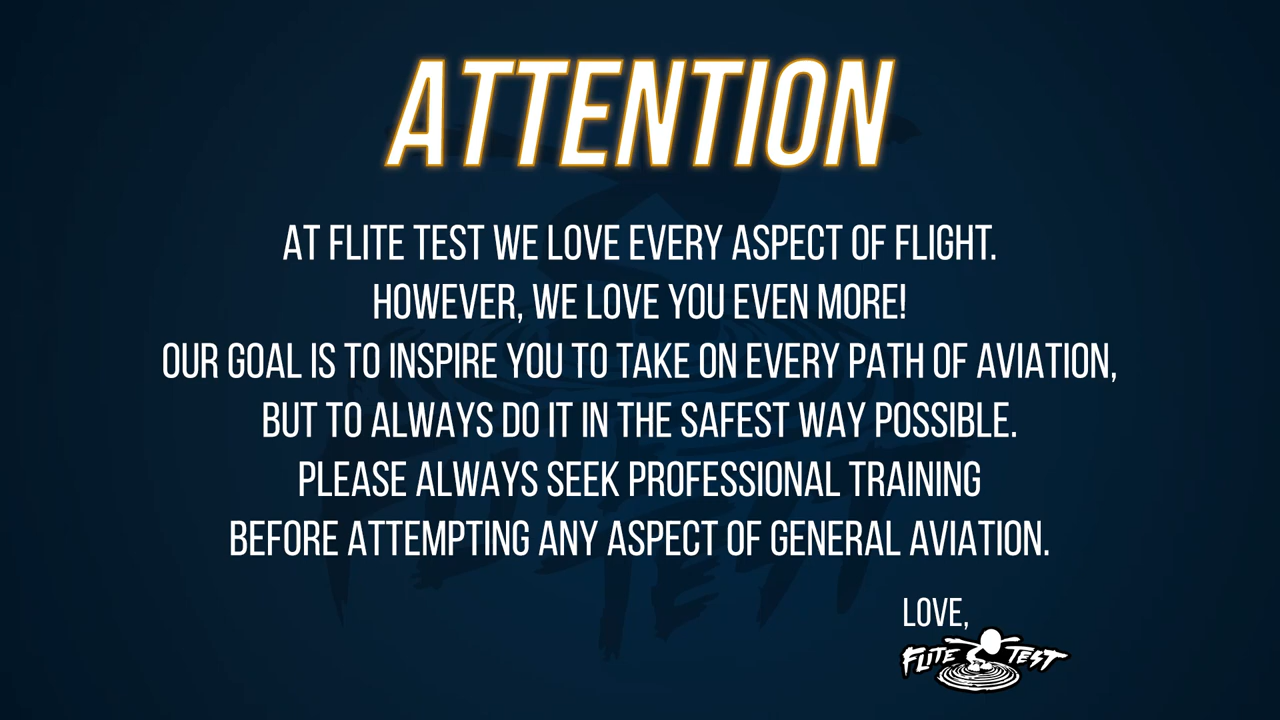 ATTENTION
AT FLITE TEST WE LOVE EVERY ASPECT OF FLIGHT.
HOWEVER, WE LOVE YOU EVEN MORE!
OUR GOAL IS TO INSPIRE YOU TO TAKE ON EVERY PATH OF AVIATION,
BUT TO ALWAYS DO IT IN THE SAFEST WAY POSSIBLE.
PLEASE ALWAYS SEEK PROFESSIONAL TRAINING
BEFORE ATTEMPTING ANY ASPECT OF GENERAL AVIATION.
LOVE,
FLITE TEST
FLITE
TEST